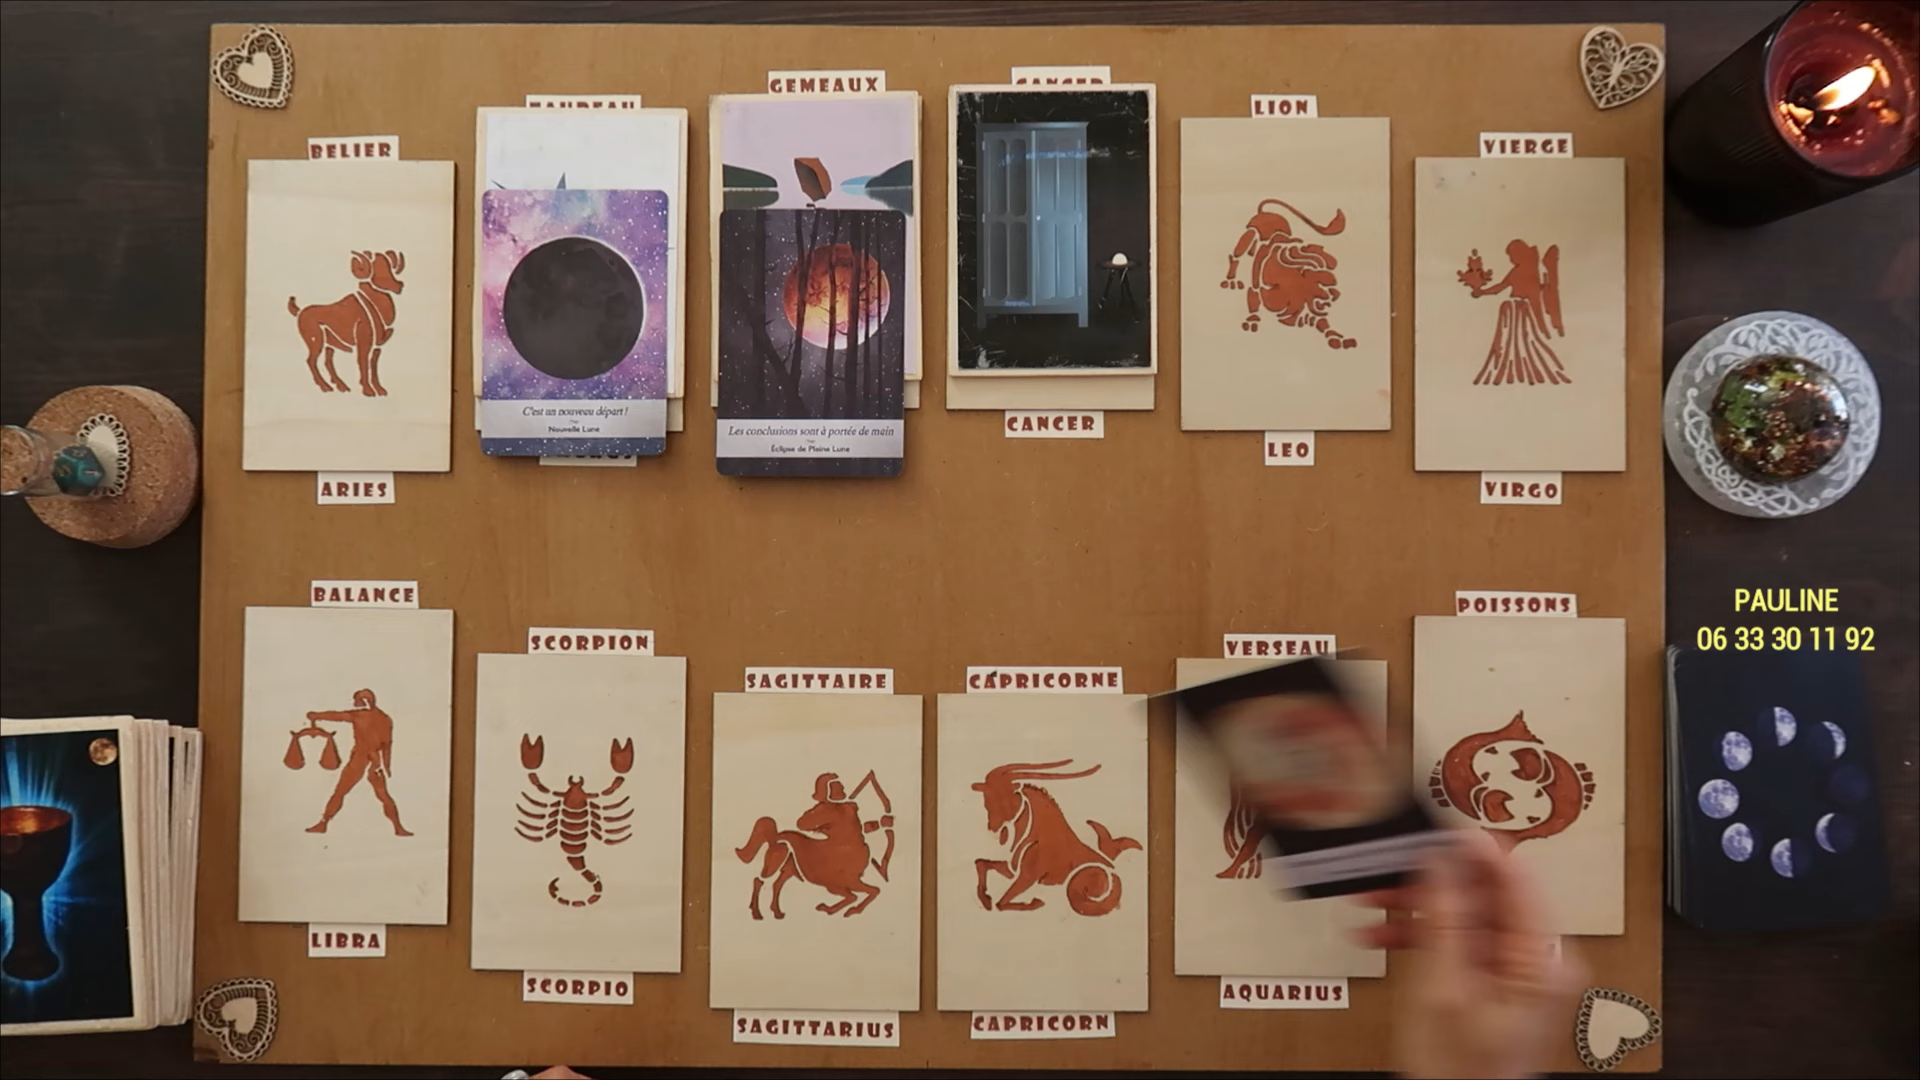 BELIER
GEMEAUX
CANCER
LION
VIERGE
C'est un nouveau départ !
Nouvelle Lune
Les conclusions sont à portée de main
Éclipse de Pleine Lune
CANCER
LEO
ARIES
VIRGO
BALANCE
SCORPION
SAGITTAIRE
CAPRICORNE
VERSEAU
POISSONS
PAULINE
06 33 30 11 92
LIBRA
SCORPIO
SAGITTARIUS
CAPRICORN
AQUARIUS